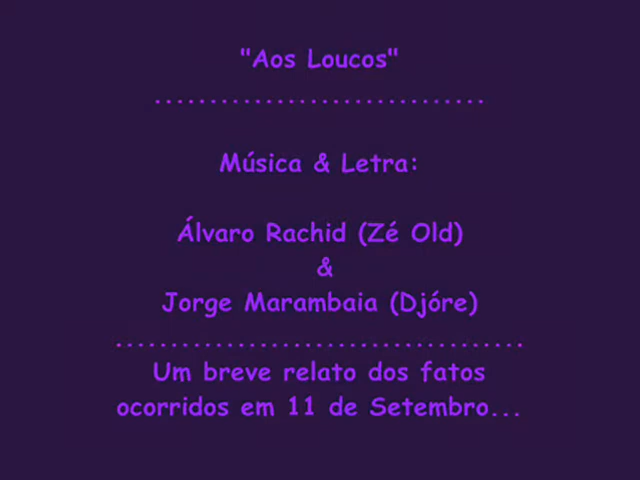 "Aos Loucos"
..............................
Música & Letra:
Álvaro Rachid (Zé Old)
&
Jorge Marambaia (Djóre)
.....................................
Um breve relato dos fatos
ocorridos em 11 de Setembro...